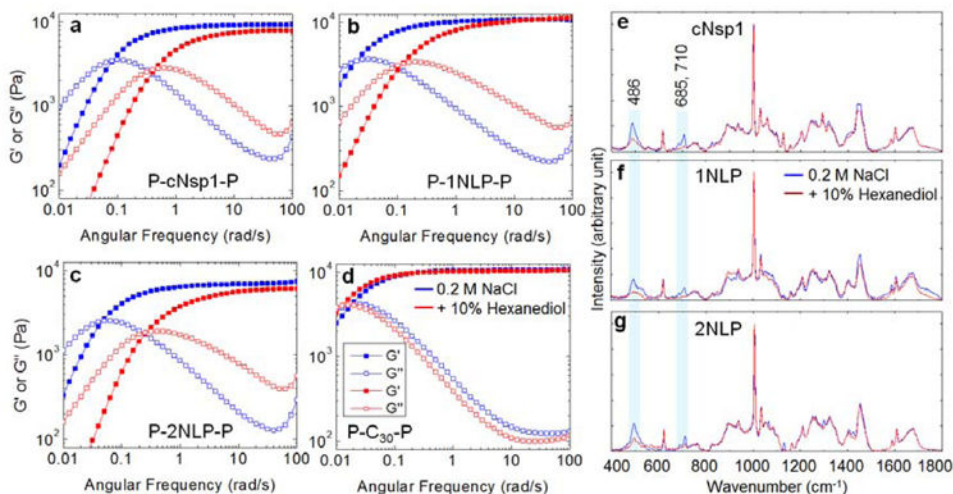 a
10⁴
10³
10²
G' or G" (Pa)
P-cNsp1-P
0.01 0.1 1 10 100
Angular Frequency (rad/s)
b
10⁴
10³
10²
P-1NLP-P
0.01 0.1 1 10 100
Angular Frequency (rad/s)
c
10⁴
10³
10²
G' or G" (Pa)
P-2NLP-P
0.01 0.1 1 10 100
Angular Frequency (rad/s)
d
10⁴
10³
10²
0.2 M NaCl
+ 10% Hexanediol
G'
G"
G'
G"
P-C₃₀-P
0.01 0.1 1 10 100
Angular Frequency (rad/s)
Intensity (arbitrary unit)
e
cNsp1
486
685, 710
f
1NLP
0.2 M NaCl
+ 10% Hexanediol
g
2NLP
400 600 800 1000 1200 1400 1600 1800
Wavenumber (cm⁻¹)